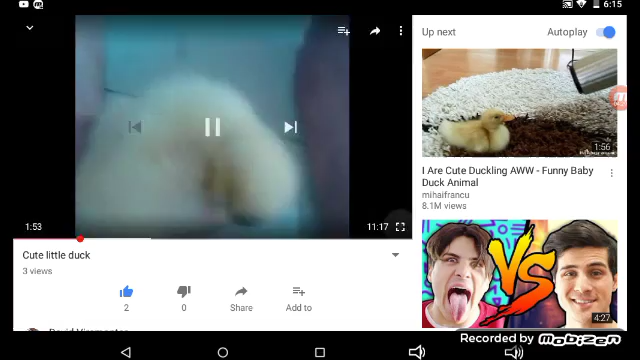 6:15
Up next
Autoplay
1:53
11:17
1:56
I Are Cute Duckling AWW - Funny Baby
Duck Animal
mihaifrancu
8.1M views
Cute little duck
3 views
2
0
Share
Add to
VS
4:27
Recorded by mobizen